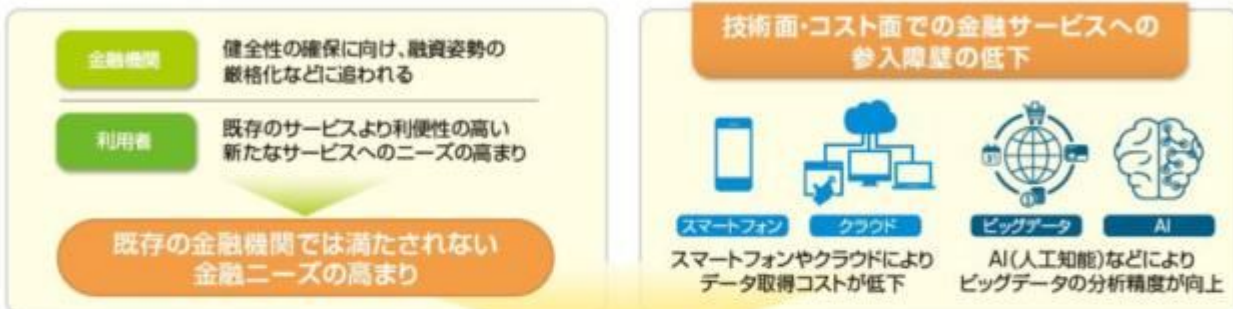 金融機関
健全性の確保に向け、融資姿勢の
厳格化などに追われる
利用者
既存のサービスより利便性の高い
新たなサービスへのニーズの高まり
既存の金融機関では満たされない
金融ニーズの高まり
技術面・コスト面での金融サービスへの
参入障壁の低下
スマートフォン
クラウド
ビッグデータ
AI
スマートフォンやクラウドにより
データ取得コストが低下
AI(人工知能)などにより
ビッグデータの分析精度が向上